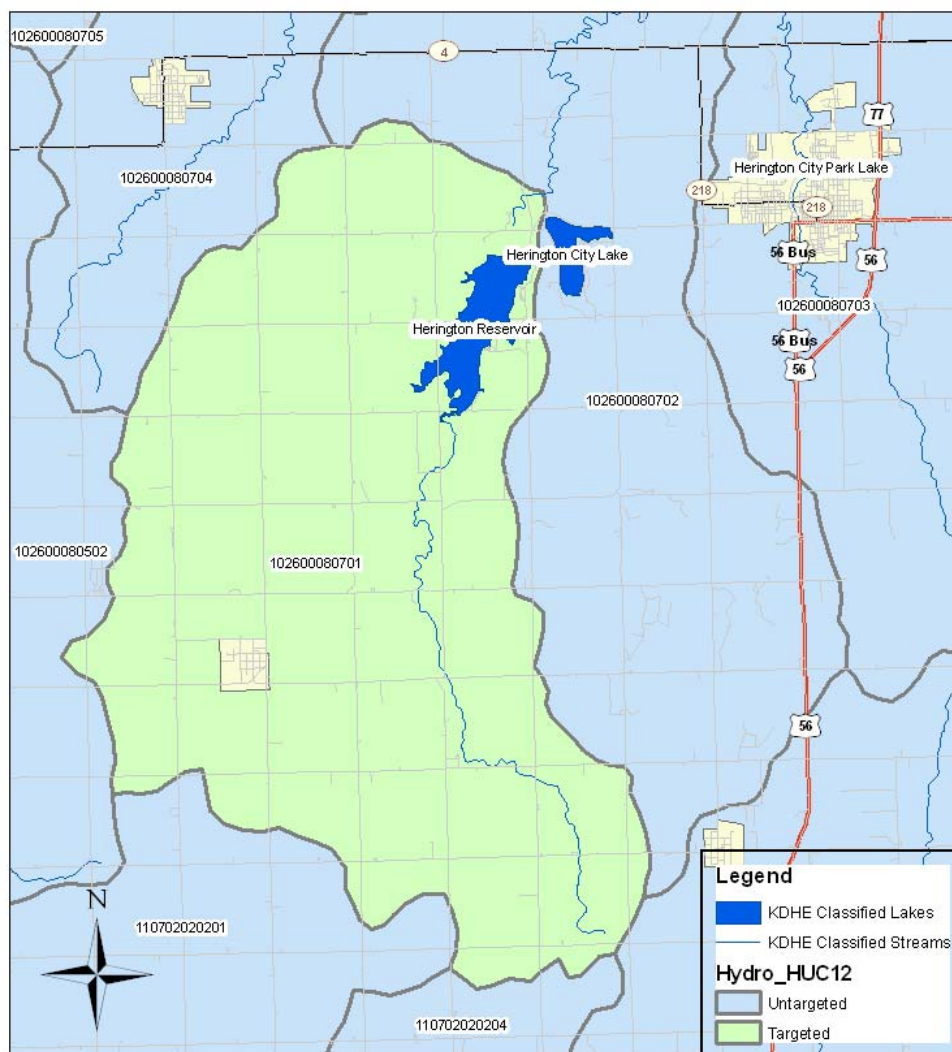 102600080705
4
77
102600080704
Herington City Park Lake
218
218
Herington City Lake
56 Bus
56
102600080703
Herington Reservoir
56 Bus
56
102600080702
102600080502
102600080701
56
Legend
KDHE Classified Lakes
KDHE Classified Streams
Hydro_HUC12
Untargeted
Targeted
N
110702020201
110702020204